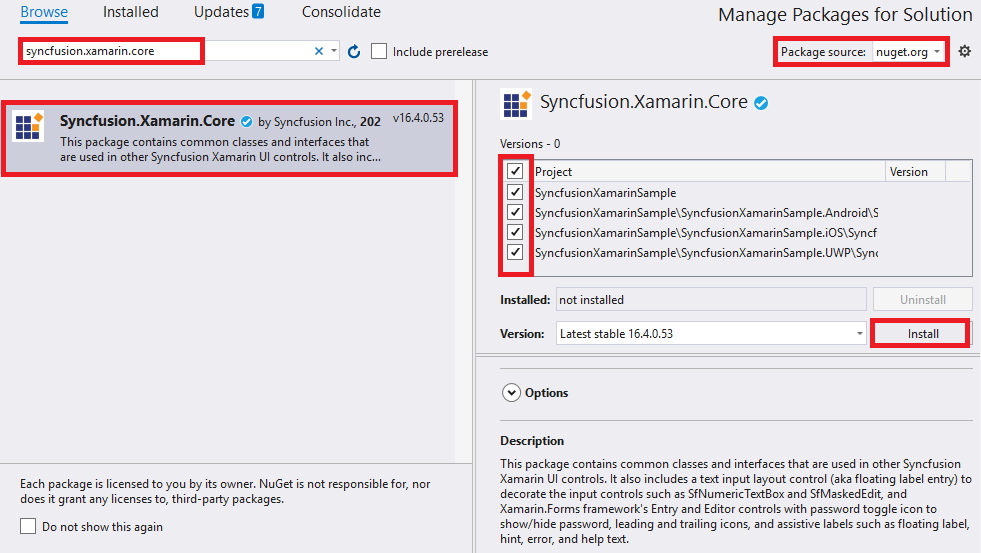 Browse Installed Updates 7 Consolidate
Manage Packages for Solution
syncfusion.xamarin.core
Include prerelease
Package source: nuget.org
Syncfusion.Xamarin.Core by Syncfusion Inc., 202 v16.4.0.53
This package contains common classes and interfaces that
are used in other Syncfusion Xamarin UI controls. It also inc...
Each package is licensed to you by its owner. NuGet is not responsible for, nor
does it grant any licenses to, third-party packages.
Do not show this again
Syncfusion.Xamarin.Core
Versions - 0
Project Version
SyncfusionXamarinSample
SyncfusionXamarinSample\SyncfusionXamarinSample.Android\S
SyncfusionXamarinSample\SyncfusionXamarinSample.iOS\Syncf
SyncfusionXamarinSample\SyncfusionXamarinSample.UWP\Sync
Installed: not installed Uninstall
Version: Latest stable 16.4.0.53 Install
Options
Description
This package contains common classes and interfaces that are used in other Syncfusion
Xamarin UI controls. It also includes a text input layout control (aka floating label entry) to
decorate the input controls such as SfNumericTextBox and SfMaskedEdit, and
Xamarin.Forms framework's Entry and Editor controls with password toggle icon to
show/hide password, leading and trailing icons, and assistive labels such as floating label,
hint, error, and help text.